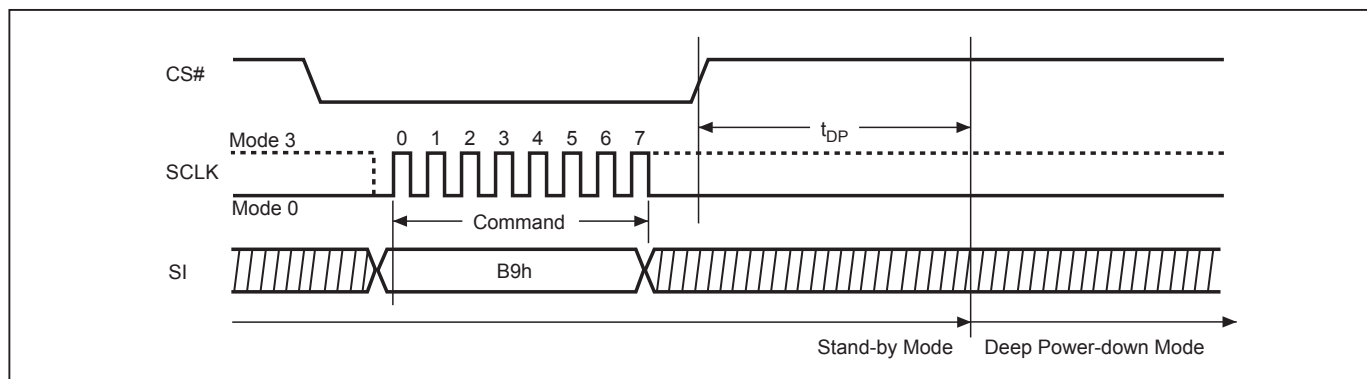 CS#
tDP
Mode 3
0 1 2 3 4 5 6 7
SCLK
Mode 0
Command
SI
B9h
Stand-by Mode
Deep Power-down Mode